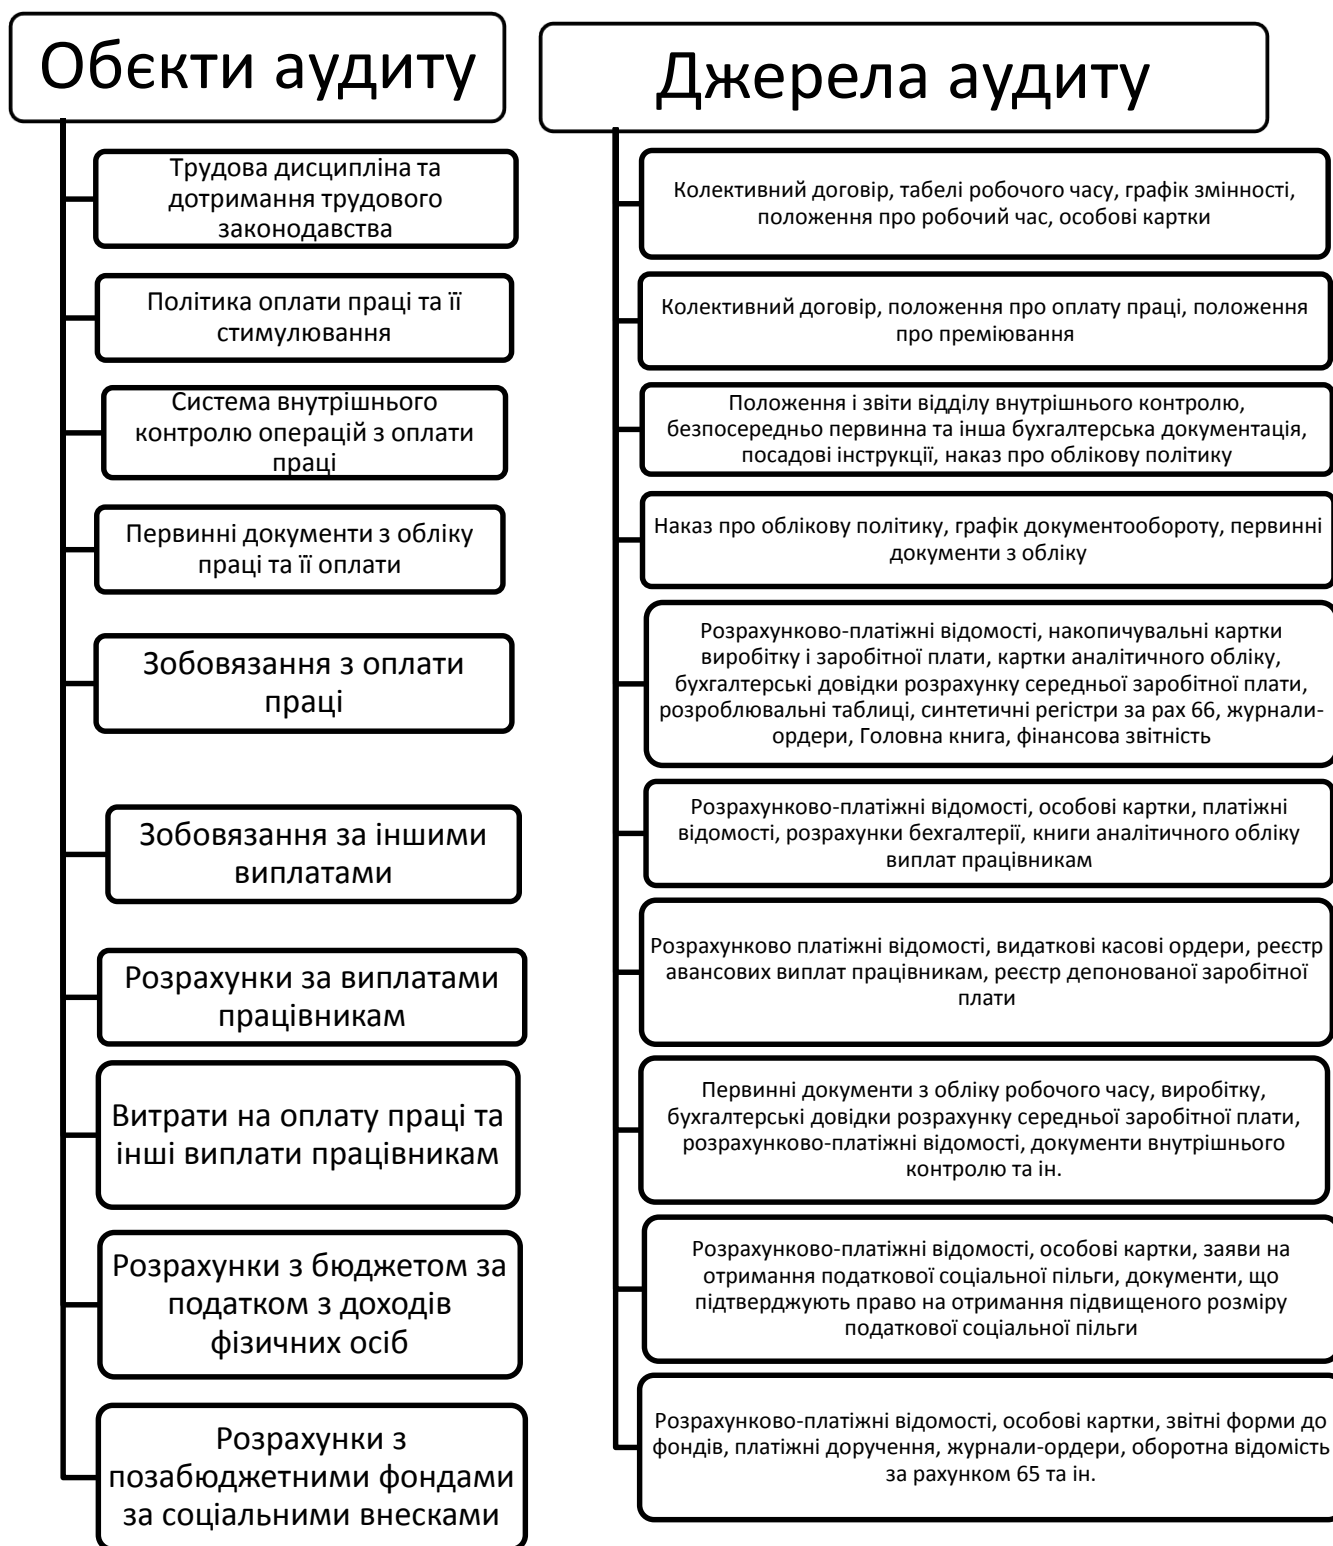 Обєкти аудиту
Трудова дисципліна та
дотримання трудового
законодавства
Політика оплати праці та її
стимулювання
Система внутрішнього
контролю операцій з оплати
праці
Первинні документи з обліку
праці та її оплати
Зобовязання з оплати
праці
Зобовязання за іншими
виплатами
Розрахунки за виплатами
працівникам
Витрати на оплату праці та
інші виплати працівникам
Розрахунки з бюджетом за
податком з доходів
фізичних осіб
Розрахунки з
позабюджетними фондами
за соціальними внесками
Джерела аудиту
Колективний договір, табелі робочого часу, графік змінності,
положення про робочий час, особові картки
Колективний договір, положення про оплату праці, положення
про преміювання
Положення і звіти відділу внутрішнього контролю,
безпосередньо первинна та інша бухгалтерська документація,
посадові інструкції, наказ про облікову політику
Наказ про облікову політику, графік документообороту, первинні
документи з обліку
Розрахунково-платіжні відомості, накопичувальні картки
виробітку і заробітної плати, картки аналітичного обліку,
бухгалтерські довідки розрахунку середньої заробітної плати,
розроблювальні таблиці, синтетичні регістри за рах 66, журнали-
ордери, Головна книга, фінансова звітність
Розрахунково-платіжні відомості, особові картки, платіжні
відомості, розрахунки бехгалтерії, книги аналітичного обліку
виплат працівникам
Розрахунково платіжні відомості, видаткові касові ордери, реєстр
авансових виплат працівникам, реєстр депонованої заробітної
плати
Первинні документи з обліку робочого часу, виробітку,
бухгалтерські довідки розрахунку середньої заробітної плати,
розрахунково-платіжні відомості, документи внутрішнього
контролю та ін.
Розрахунково-платіжні відомості, особові картки, заяви на
отримання податкової соціальної пільги, документи, що
підтверджують право на отримання підвищеного розміру
податкової соціальної пільги
Розрахунково-платіжні відомості, особові картки, звітні форми до
фондів, платіжні доручення, журнали-ордери, оборотна відомість
за рахунком 65 та ін.